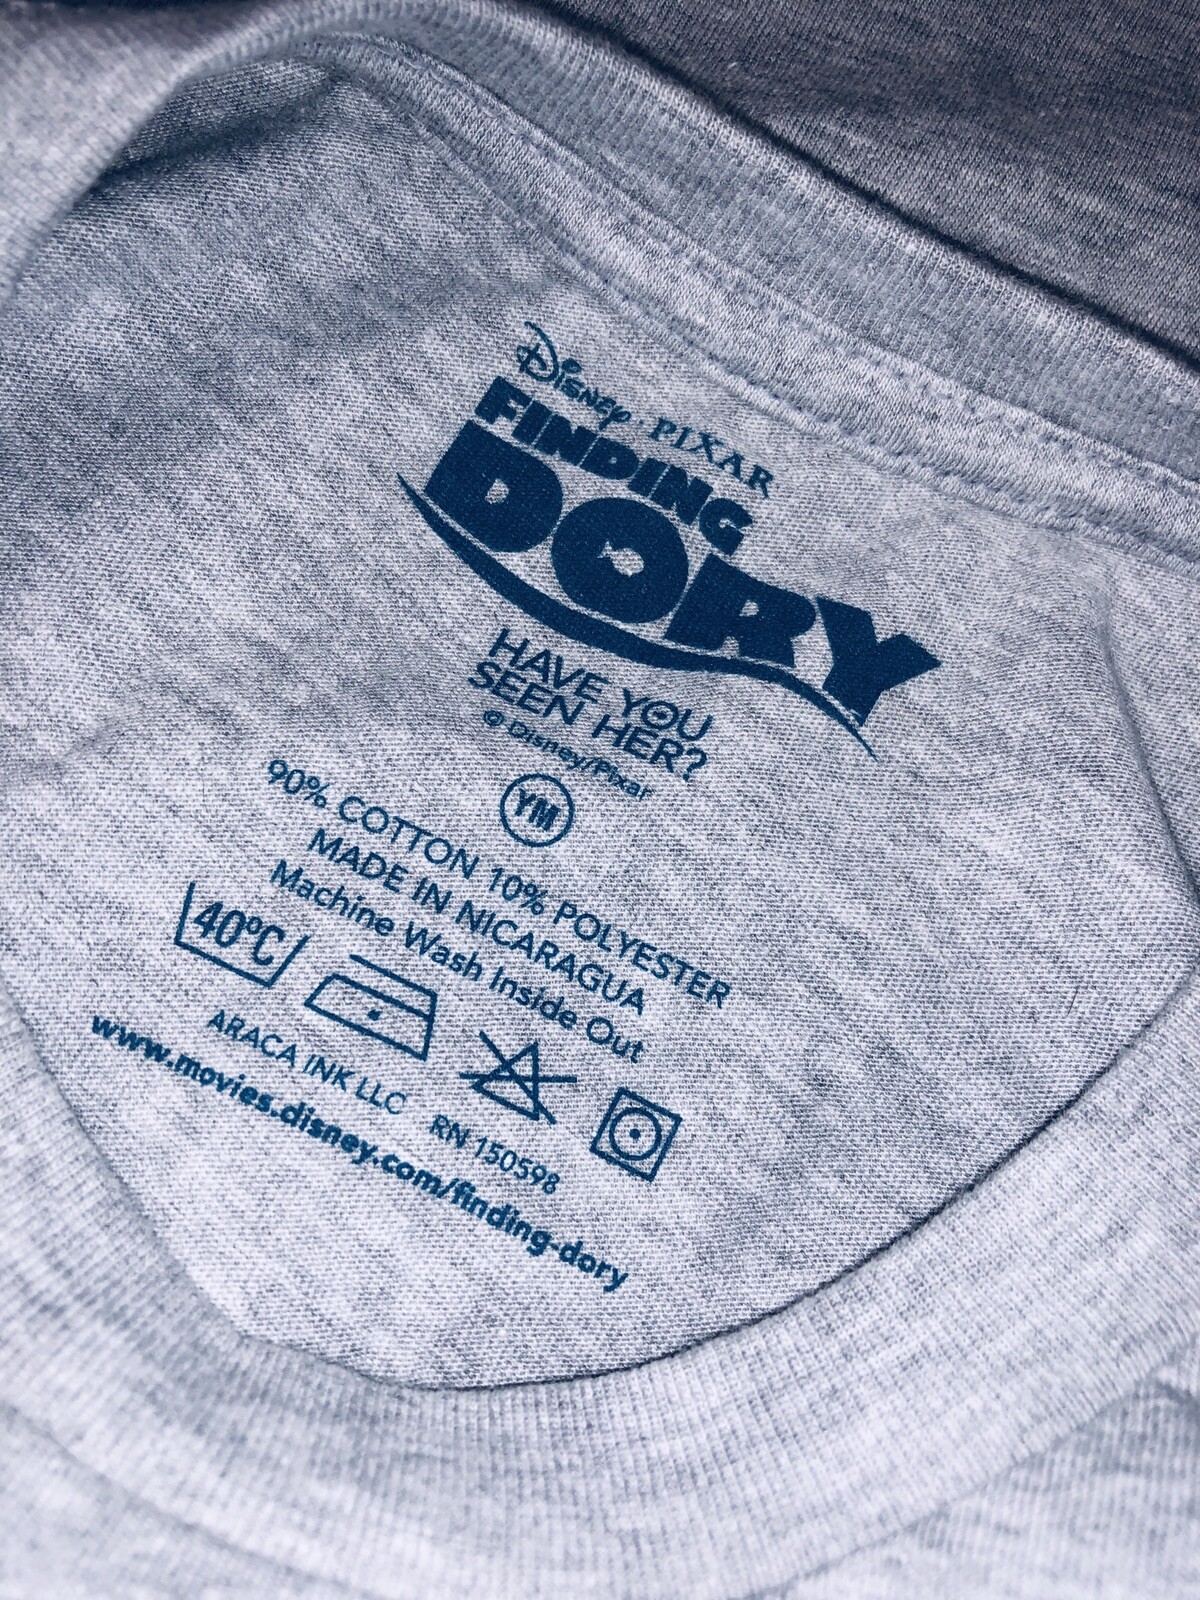 Disney · PIXAR
FINDING
DORY
HAVE YOU
SEEN HER?
© Disney/Pixar
YM
90% COTTON 10% POLYESTER
MADE IN NICARAGUA
Machine Wash Inside Out
40ºC
ARACA INK LLC RN 150598
www.movies.disney.com/finding-dory